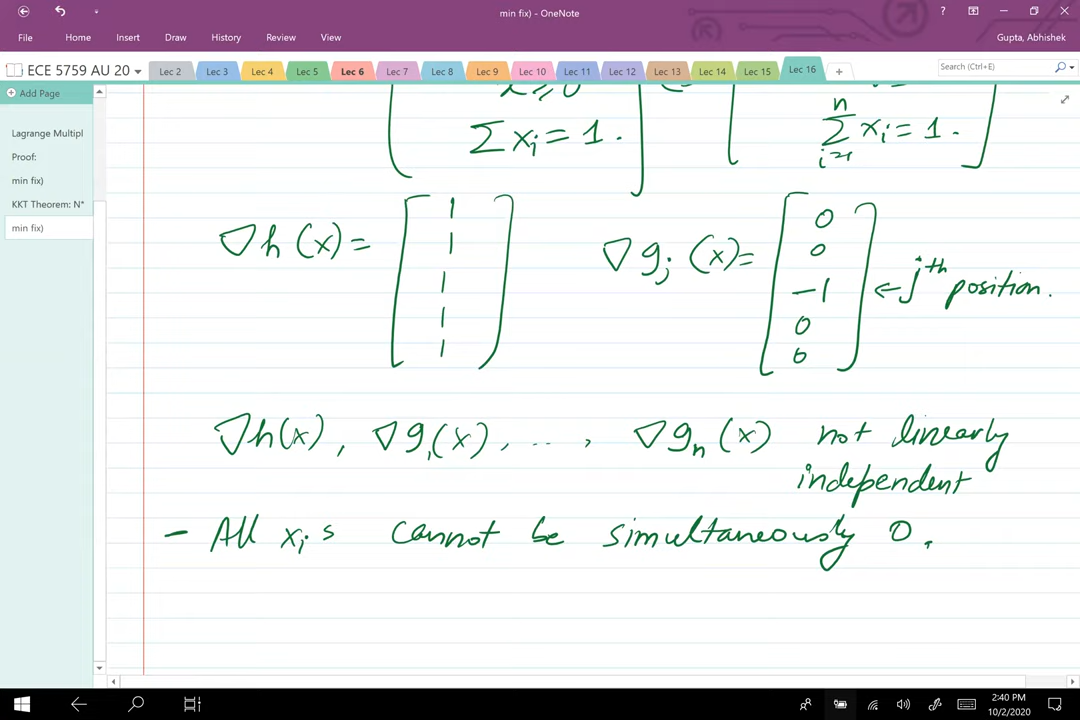 min fix) - OneNote
Gupta, Abhishek
File Home Insert Draw History Review View
ECE 5759 AU 20
Lec 2 Lec 3 Lec 4 Lec 5 Lec 6 Lec 7 Lec 8 Lec 9 Lec 10 Lec 11 Lec 12 Lec 13 Lec 14 Lec 15 Lec 16
Search (Ctrl+E)
Add Page
Lagrange Multipl
Proof:
min fix)
KKT Theorem: N*
min fix)
x ≥ 0
Σ xᵢ = 1 .
n
Σ xᵢ = 1 .
i=1
∇h(x) = [ 1 1 1 1 1 ]
∇gⱼ(x) = [ 0 0 -1 0 0 ] ← jth position.
∇h(x), ∇g₁(x), ..., ∇gₙ(x) not linearly
independent
- All xᵢs cannot be simultaneously 0.
2:40 PM
10/2/2020